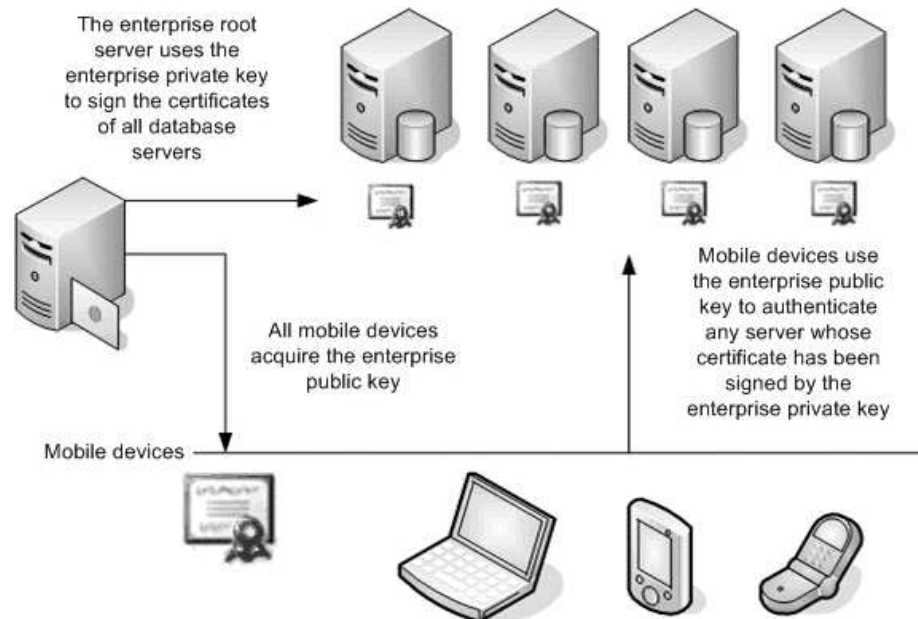 The enterprise root
server uses the
enterprise private key
to sign the certificates
of all database
servers
All mobile devices
acquire the enterprise
public key
Mobile devices use
the enterprise public
key to authenticate
any server whose
certificate has been
signed by the
enterprise private key
Mobile devices